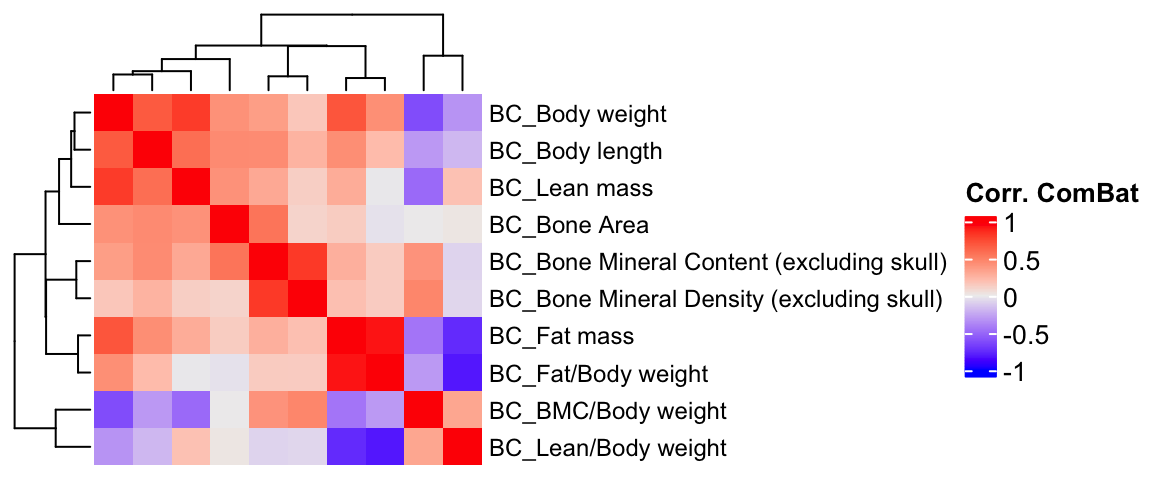 BC_Body weight
BC_Body length
BC_Lean mass
BC_Bone Area
BC_Bone Mineral Content (excluding skull)
BC_Bone Mineral Density (excluding skull)
BC_Fat mass
BC_Fat/Body weight
BC_BMC/Body weight
BC_Lean/Body weight
Corr. ComBat
1
0.5
0
-0.5
-1